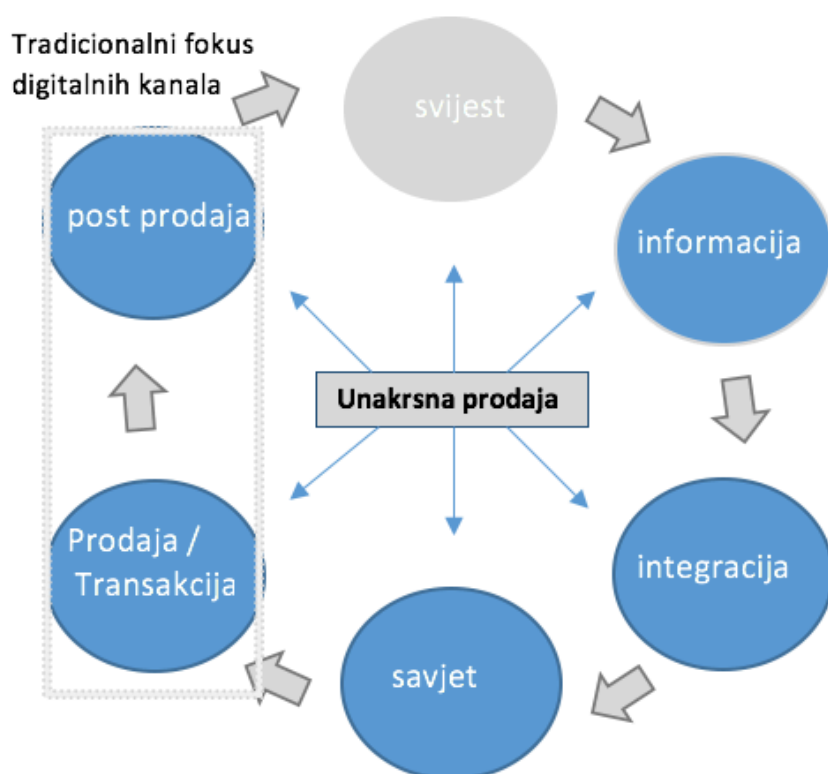 Tradicionalni fokus
digitalnih kanala
svijest
post prodaja
informacija
Unakrsna prodaja
Prodaja /
Transakcija
integracija
savjet